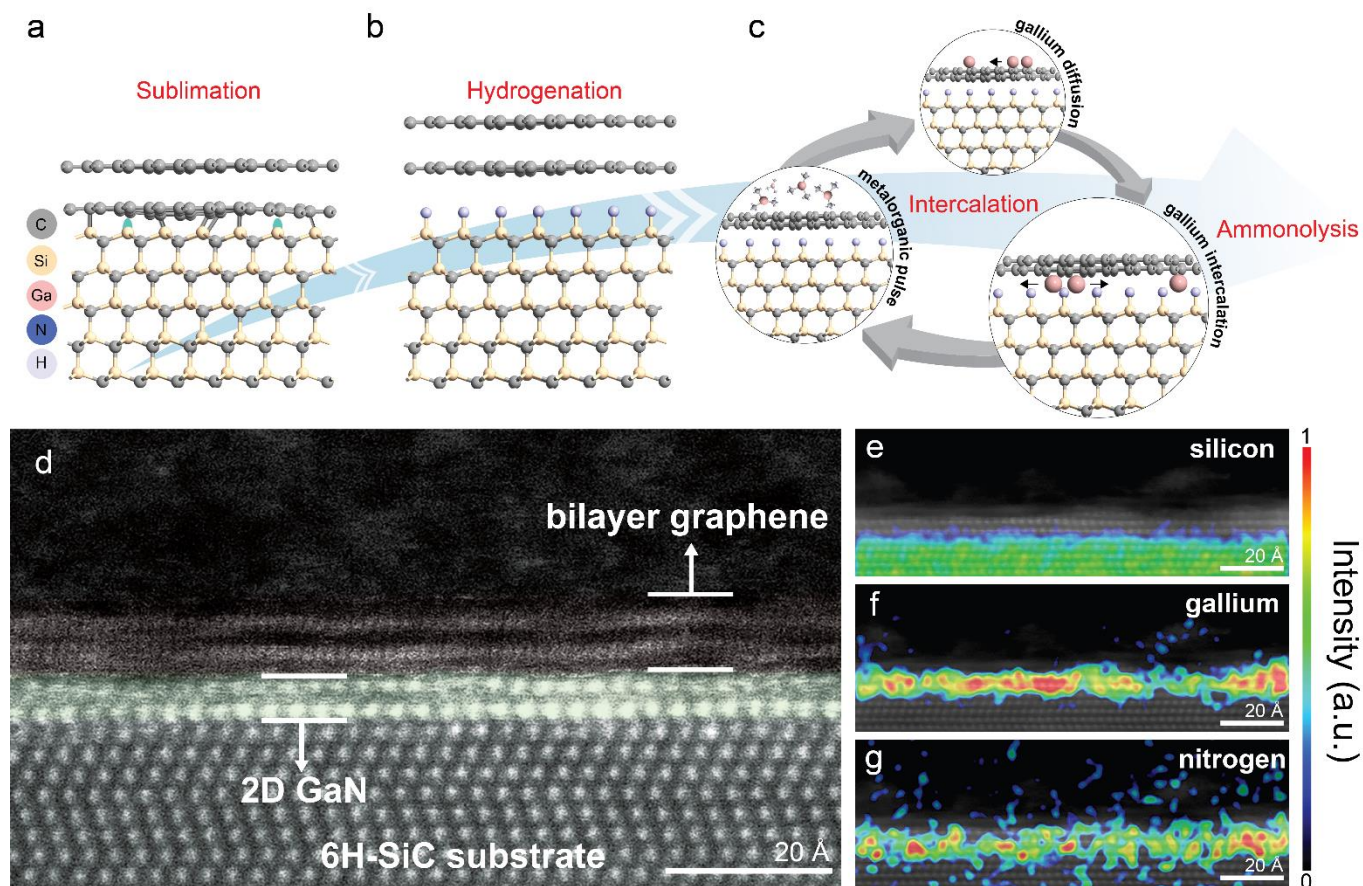 a
b
c
Sublimation
Hydrogenation
gallium diffusion
metalorganic pulse
Intercalation
gallium intercalation
Ammonolysis
C
Si
Ga
N
H
d
bilayer graphene
2D GaN
6H-SiC substrate
20 Å
e
silicon
20 Å
f
gallium
20 Å
g
nitrogen
20 Å
1
Intensity (a.u.)
0